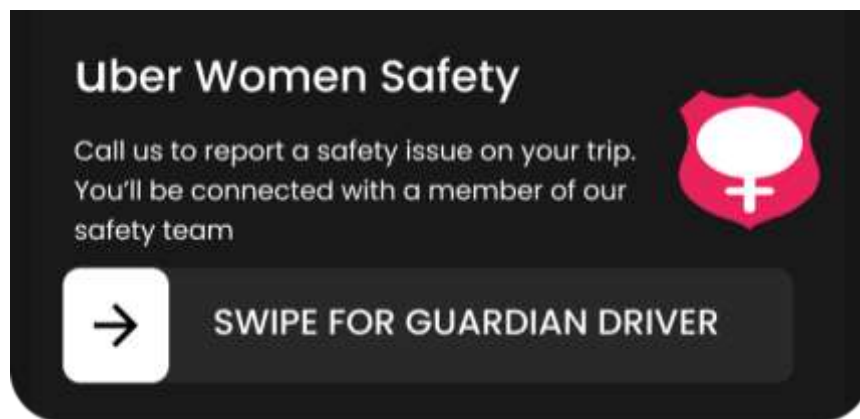 uber Women Safety
Call us to report a safety issue on your trip.
You'll be connected with a member of our
safety team
SWIPE FOR GUARDIAN DRIVER